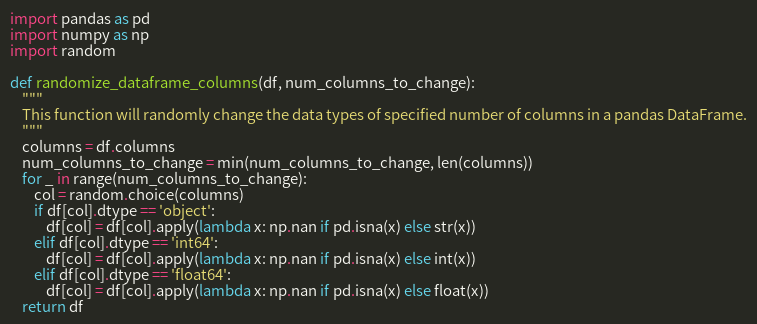 import pandas as pd
import numpy as np
import random
def randomize_dataframe_columns(df, num_columns_to_change):
"""
This function will randomly change the data types of specified number of columns in a pandas DataFrame.
"""
columns = df.columns
num_columns_to_change = min(num_columns_to_change, len(columns))
for _ in range(num_columns_to_change):
col = random.choice(columns)
if df[col].dtype == 'object':
df[col] = df[col].apply(lambda x: np.nan if pd.isna(x) else str(x))
elif df[col].dtype == 'int64':
df[col] = df[col].apply(lambda x: np.nan if pd.isna(x) else int(x))
elif df[col].dtype == 'float64':
df[col] = df[col].apply(lambda x: np.nan if pd.isna(x) else float(x))
return df